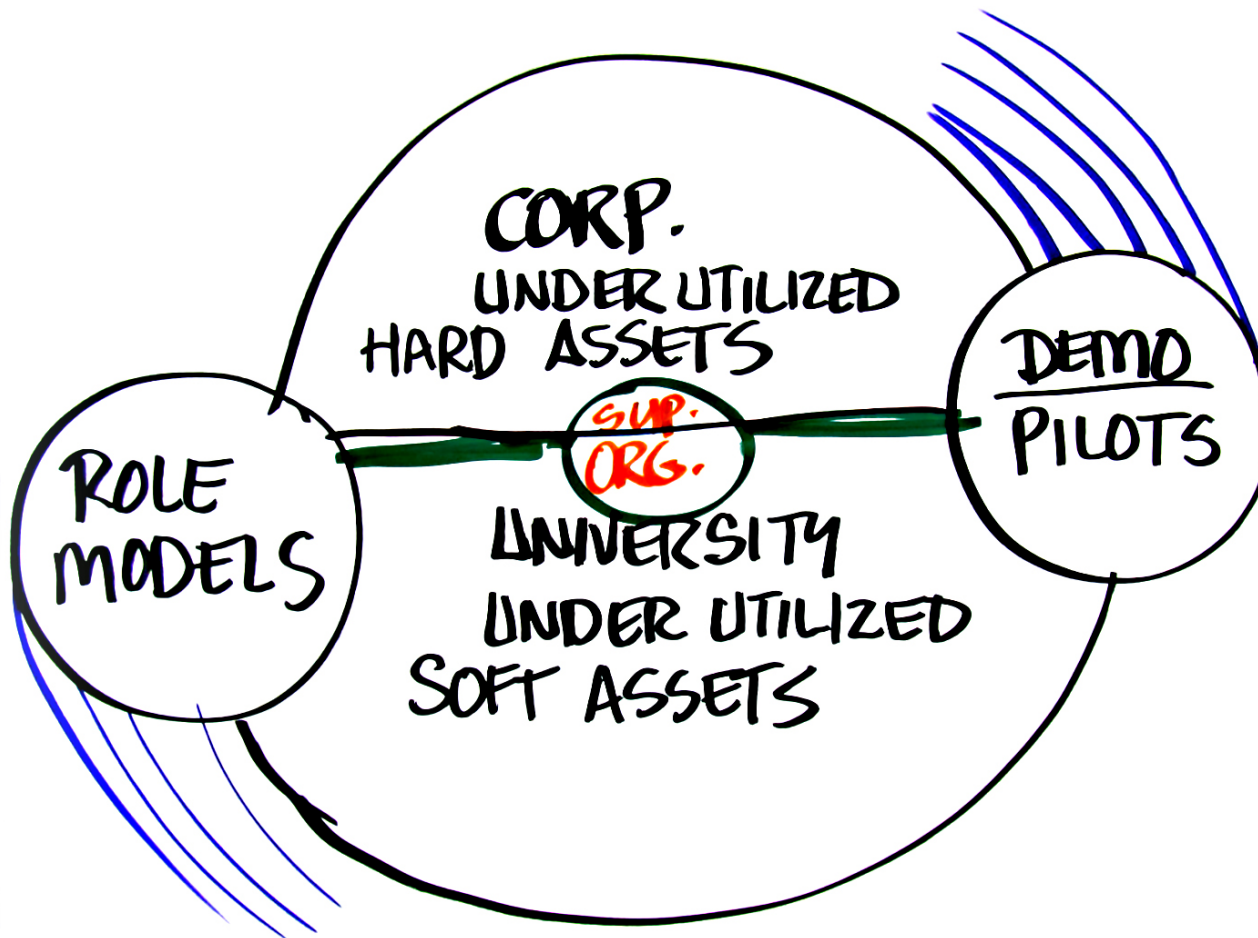 CORP.
UNDER UTILIZED
HARD ASSETS
SUP.
ORG.
ROLE
MODELS
DEMO
PILOTS
UNIVERSITY
UNDER UTILIZED
SOFT ASSETS